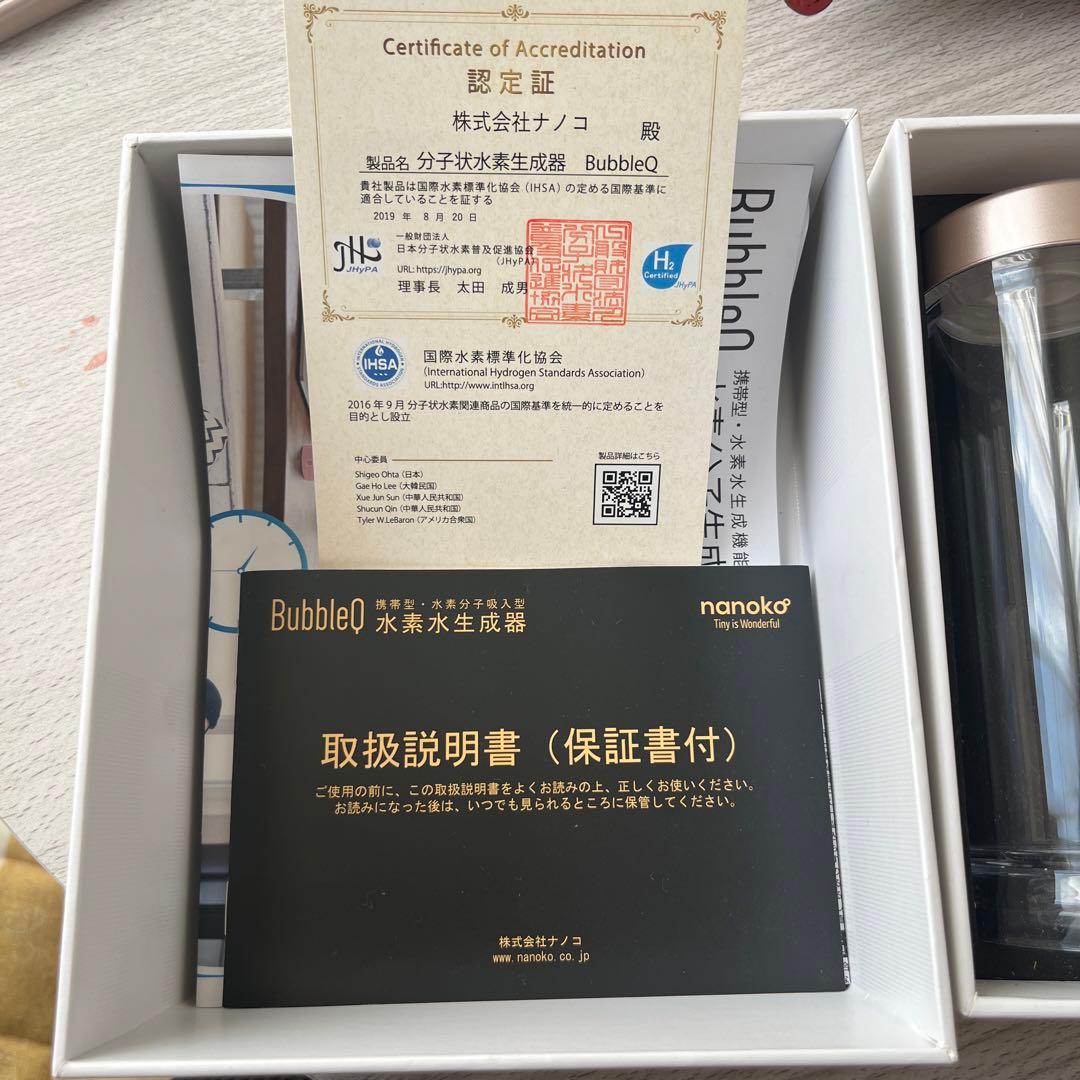 Certificate of Accreditation
認定証
株式会社ナノコ 殿
製品名 分子状水素生成器 BubbleQ
貴社製品は国際水素標準化協会（IHSA）の定める国際基準に
適合していることを証する
2019 年 8 月 20 日
JHyPA
一般財団法人
日本分子状水素普及促進協会
（JHyPA）
URL: https://jhypa.org
理事長 太田 成男
H2
Certified
JHyPA
IHSA
国際水素標準化協会
（International Hydrogen Standards Association）
URL:http://www.intlhsa.org
2016 年 9 月 分子状水素関連商品の国際基準を統一的に定めることを
目的とし設立
中心委員
Shigeo Ohta（日本）
Gae Ho Lee（大韓民国）
Xue Jun Sun（中華人民共和国）
Shucun Qin（中華人民共和国）
Tyler W.LeBaron（アメリカ合衆国）
製品詳細はこちら
BubbleQ
携帯型・水素水生成機能
BubbleQ 携帯型・水素分子吸入型
水素水生成器
nanoko
Tiny is Wonderful
取扱説明書（保証書付）
ご使用の前に、この取扱説明書をよくお読みの上、正しくお使いください。
お読みになった後は、いつでも見られるところに保管してください。
株式会社ナノコ
www.nanoko.co.jp